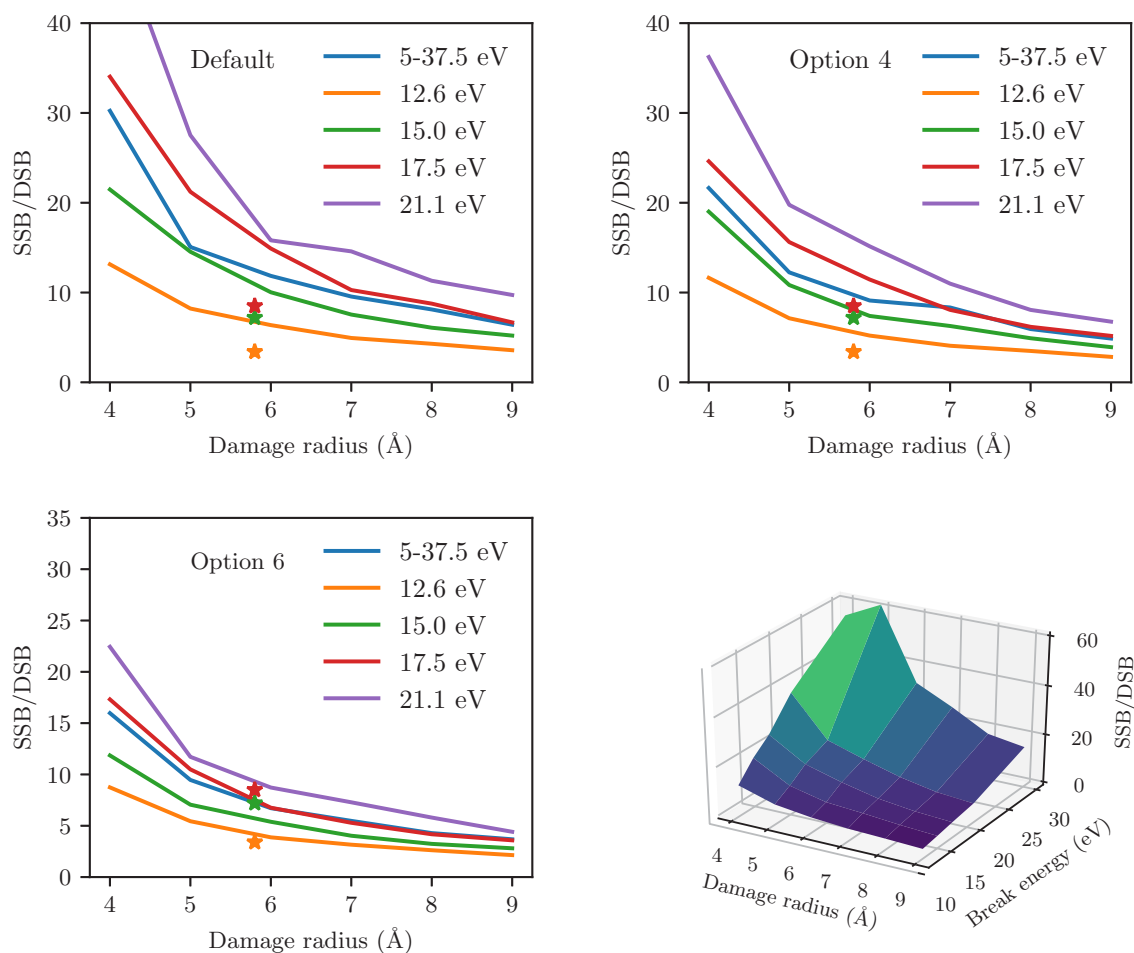 40
30
20
10
0
SSB/DSB
Default
5-37.5 eV
12.6 eV
15.0 eV
17.5 eV
21.1 eV
4 5 6 7 8 9
Damage radius (Å)
40
30
20
10
0
SSB/DSB
Option 4
5-37.5 eV
12.6 eV
15.0 eV
17.5 eV
21.1 eV
4 5 6 7 8 9
Damage radius (Å)
35
30
25
20
15
10
5
0
SSB/DSB
Option 6
5-37.5 eV
12.6 eV
15.0 eV
17.5 eV
21.1 eV
4 5 6 7 8 9
Damage radius (Å)
60
40
20
0
SSB/DSB
4 5 6 7 8 9
Damage radius (Å)
10 15 20 25 30
Break energy (eV)